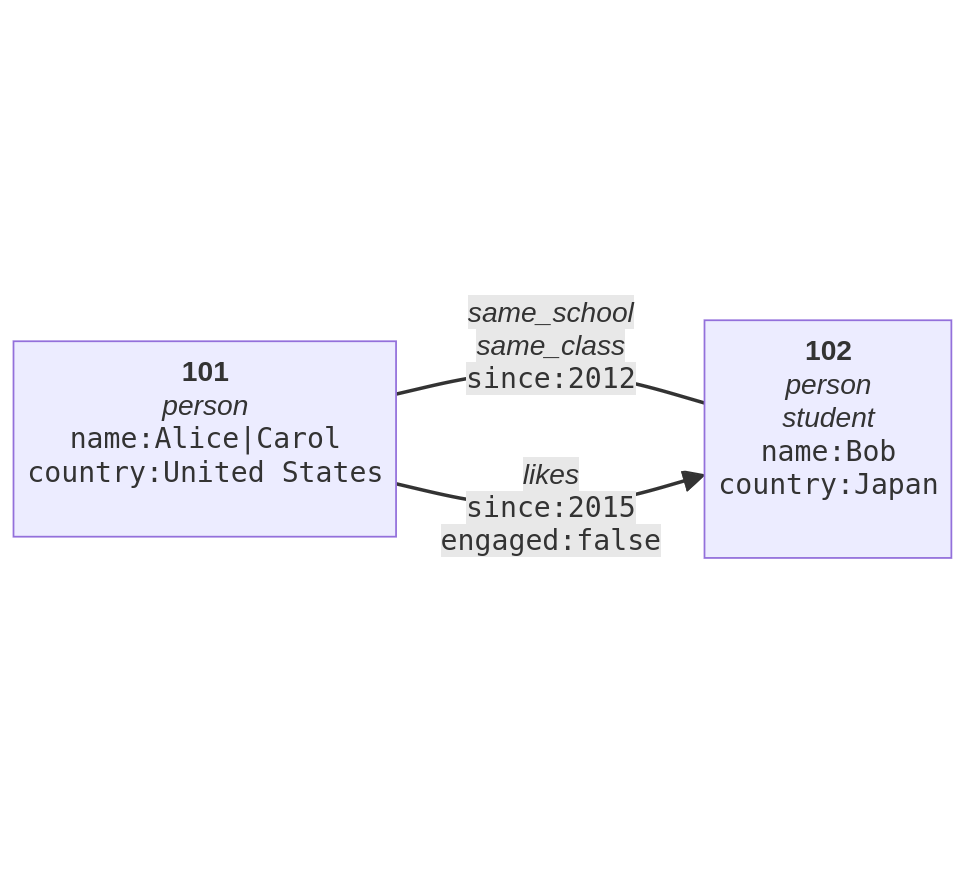 101
person
name:Alice|Carol
country:United States
same_school
same_class
since:2012
likes
since:2015
engaged:false
102
person
student
name:Bob
country:Japan